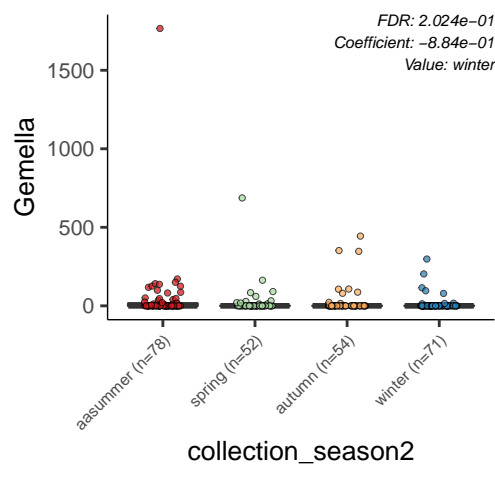 FDR: 2.024e−01
Coefficient: −8.84e−01
Value: winter
Gemella
1500
1000
500
0
aasummer (n=78)
spring (n=52)
autumn (n=54)
winter (n=71)
collection_season2